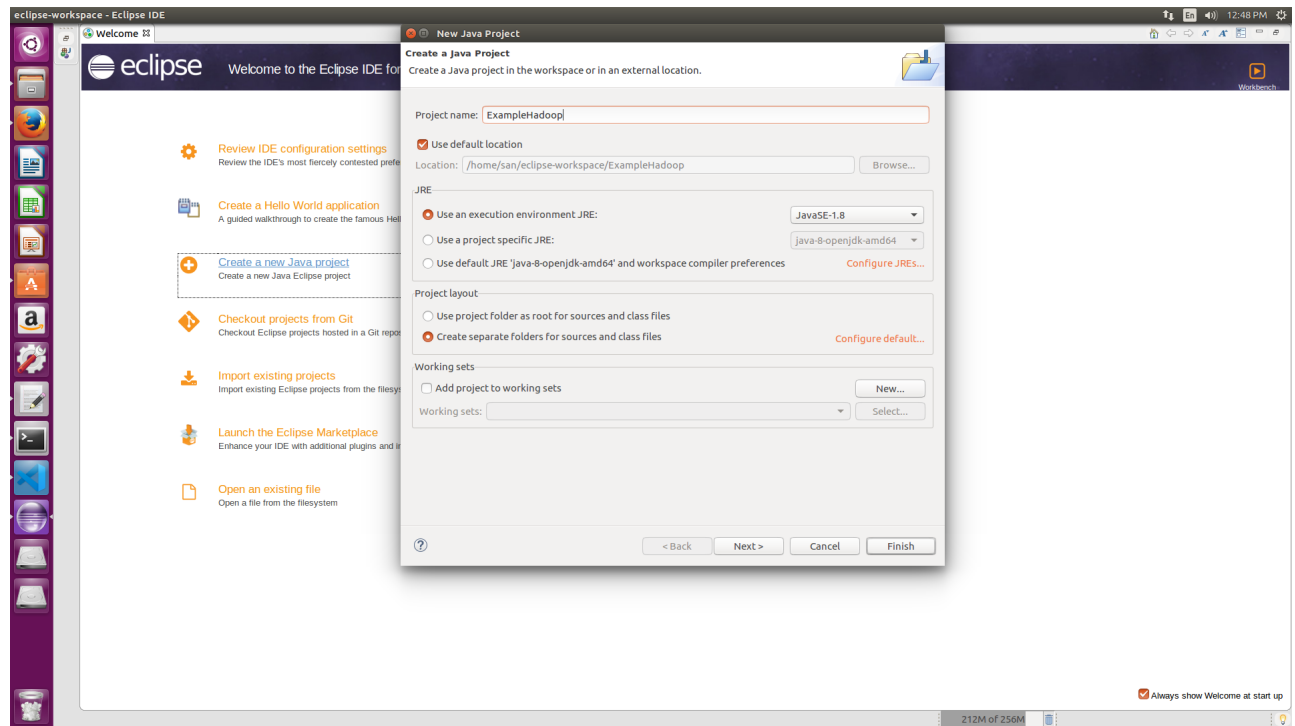 eclipse-workspace - Eclipse IDE
En
12:48 PM
Welcome
eclipse
Welcome to the Eclipse IDE for
Workbench
Review IDE configuration settings
Review the IDE's most fiercely contested prefe
Create a Hello World application
A guided walkthrough to create the famous Hell
Create a new Java project
Create a new Java Eclipse project
Checkout projects from Git
Checkout Eclipse projects hosted in a Git repos
Import existing projects
Import existing Eclipse projects from the filesys
Launch the Eclipse Marketplace
Enhance your IDE with additional plugins and in
Open an existing file
Open a file from the filesystem
New Java Project
Create a Java Project
Create a Java project in the workspace or in an external location.
Project name: ExampleHadoop
Use default location
Location: /home/san/eclipse-workspace/ExampleHadoop Browse...
JRE
Use an execution environment JRE: JavaSE-1.8
Use a project specific JRE: java-8-openjdk-amd64
Use default JRE 'java-8-openjdk-amd64' and workspace compiler preferences Configure JREs...
Project layout
Use project folder as root for sources and class files
Create separate folders for sources and class files Configure default...
Working sets
Add project to working sets New...
Working sets: Select...
< Back Next > Cancel Finish
Always show Welcome at start up
212M of 256M